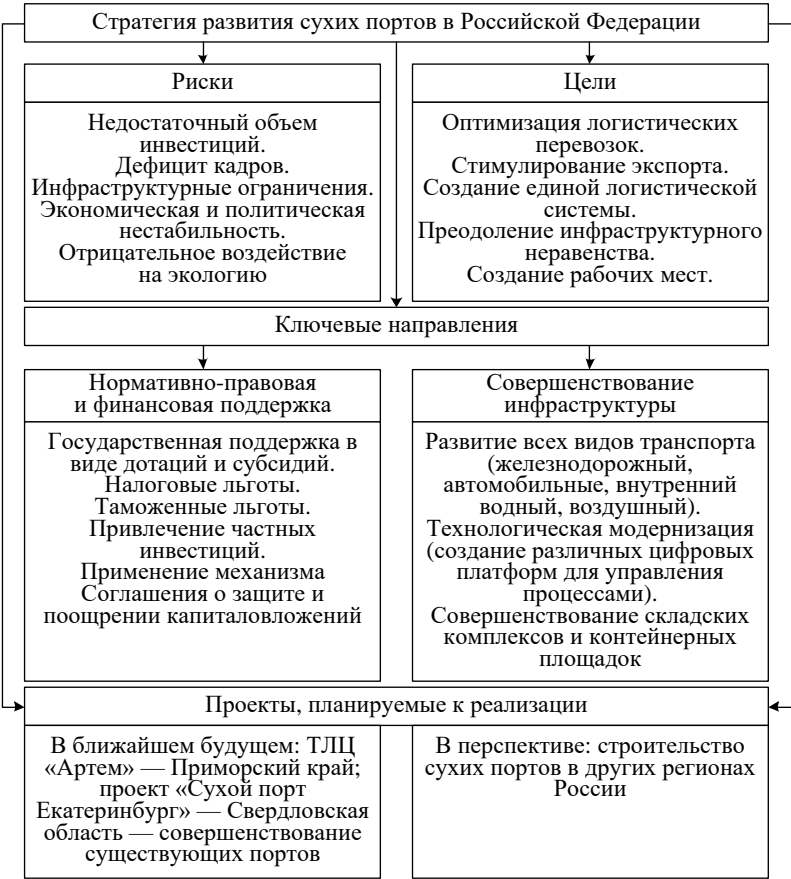 Стратегия развития сухих портов в Российской Федерации
Риски
Недостаточный объем
инвестиций.
Дефицит кадров.
Инфраструктурные ограничения.
Экономическая и политическая
нестабильность.
Отрицательное воздействие
на экологию
Цели
Оптимизация логистических
перевозок.
Стимулирование экспорта.
Создание единой логистической
системы.
Преодоление инфраструктурного
неравенства.
Создание рабочих мест.
Ключевые направления
Нормативно-правовая
и финансовая поддержка
Государственная поддержка в
виде дотаций и субсидий.
Налоговые льготы.
Таможенные льготы.
Привлечение частных
инвестиций.
Применение механизма
Соглашения о защите и
поощрении капиталовложений
Совершенствование
инфраструктуры
Развитие всех видов транспорта
(железнодорожный,
автомобильные, внутренний
водный, воздушный).
Технологическая модернизация
(создание различных цифровых
платформ для управления
процессами).
Совершенствование складских
комплексов и контейнерных
площадок
Проекты, планируемые к реализации
В ближайшем будущем: ТЛЦ
«Артем» — Приморский край;
проект «Сухой порт
Екатеринбург» — Свердловская
область — совершенствование
существующих портов
В перспективе: строительство
сухих портов в других регионах
России